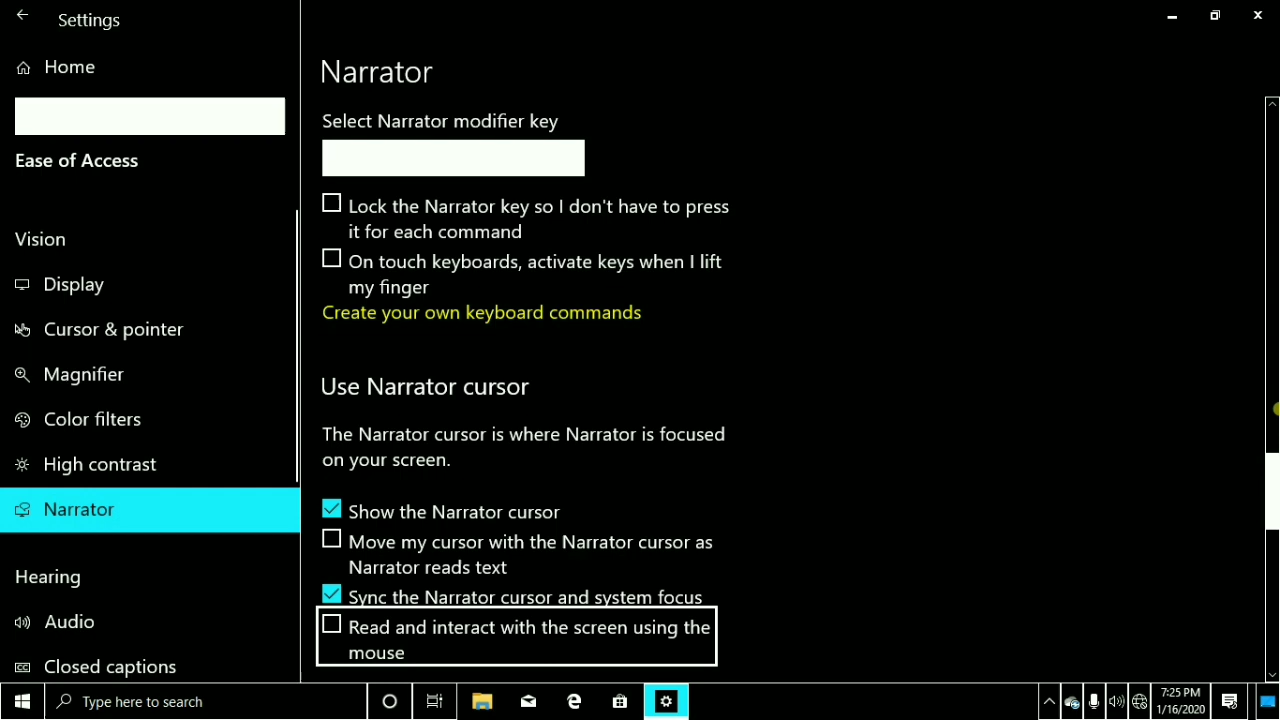 Settings
Home
Ease of Access
Vision
Display
Cursor & pointer
Magnifier
Color filters
High contrast
Narrator
Hearing
Audio
Closed captions
Narrator
Select Narrator modifier key
Lock the Narrator key so I don't have to press
it for each command
On touch keyboards, activate keys when I lift
my finger
Create your own keyboard commands
Use Narrator cursor
The Narrator cursor is where Narrator is focused
on your screen.
Show the Narrator cursor
Move my cursor with the Narrator cursor as
Narrator reads text
Sync the Narrator cursor and system focus
Read and interact with the screen using the
mouse
Type here to search
7:25 PM
1/16/2020